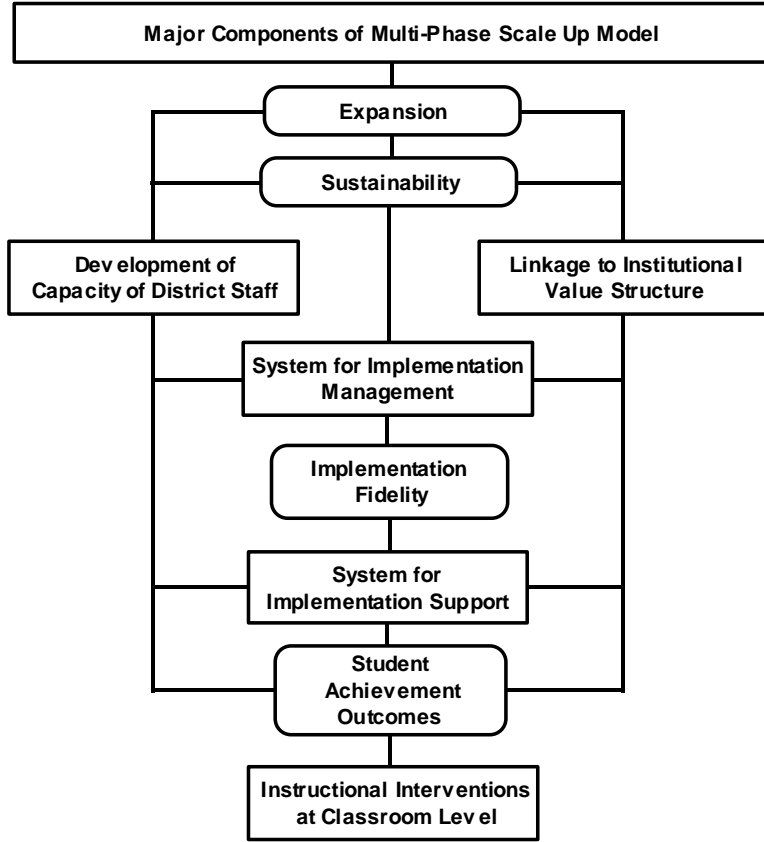 Major Components of Multi-Phase Scale Up Model
Expansion
Sustainability
Development of
Capacity of District Staff
Linkage to Institutional
Value Structure
System for Implementation
Management
Implementation
Fidelity
System for
Implementation Support
Student
Achievement
Outcomes
Instructional Interventions
at Classroom Level